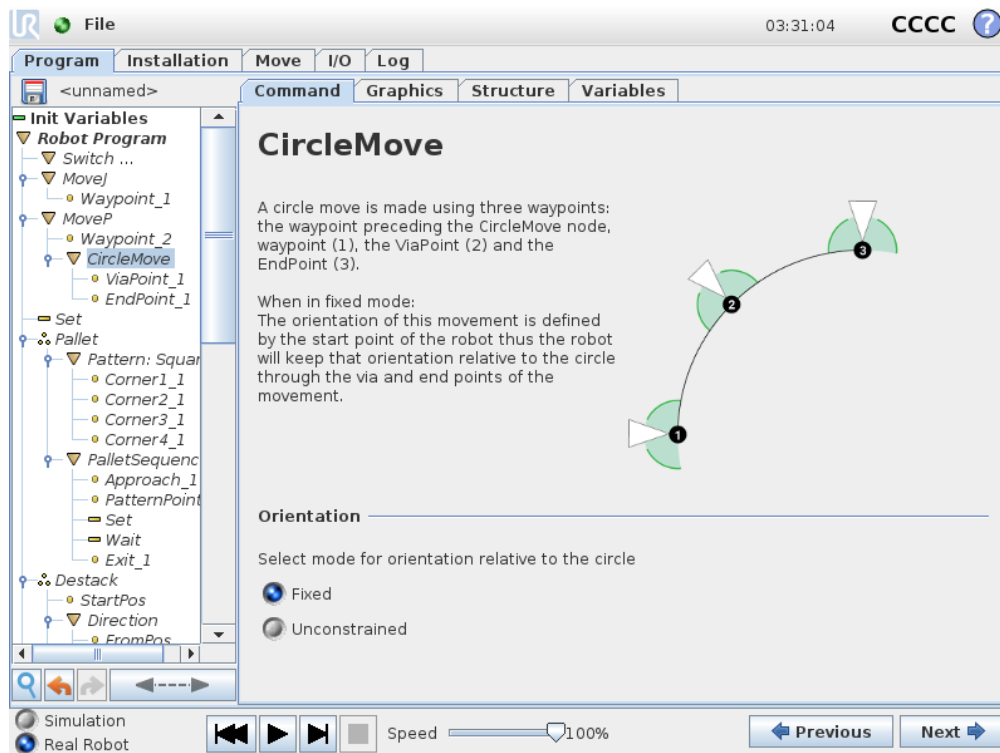 UR File 03:31:04 CCCC ?
Program Installation Move I/O Log
<unnamed>
Command Graphics Structure Variables
Init Variables
Robot Program
Switch ...
MoveJ
Waypoint_1
MoveP
Waypoint_2
CircleMove
ViaPoint_1
EndPoint_1
Set
Pallet
Pattern: Squar
Corner1_1
Corner2_1
Corner3_1
Corner4_1
PalletSequenc
Approach_1
PatternPoint
Set
Wait
Exit_1
Destack
StartPos
Direction
FromPos
CircleMove
A circle move is made using three waypoints:
the waypoint preceding the CircleMove node,
waypoint (1), the ViaPoint (2) and the
EndPoint (3).
When in fixed mode:
The orientation of this movement is defined
by the start point of the robot thus the robot
will keep that orientation relative to the circle
through the via and end points of the
movement.
3
2
1
Orientation
Select mode for orientation relative to the circle
Fixed
Unconstrained
Simulation
Real Robot
Speed 100%
Previous Next